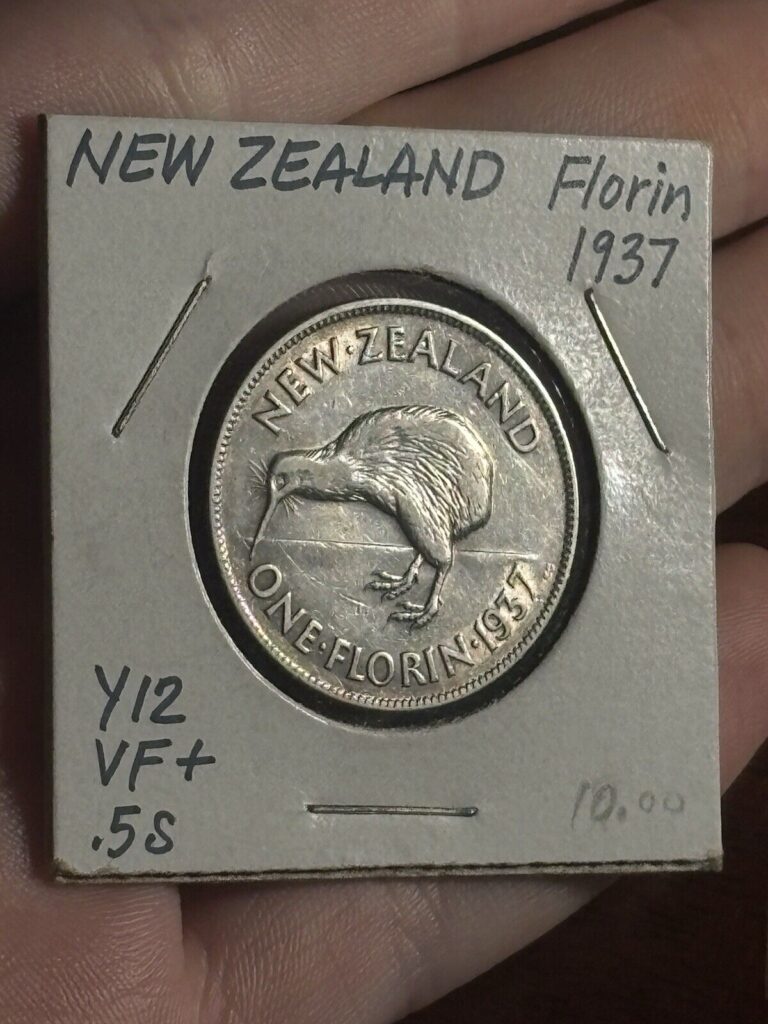 NEW ZEALAND Florin
1937
NEW·ZEALAND
ONE·FLORIN·1937
Y12
VF+
.5S
10.00